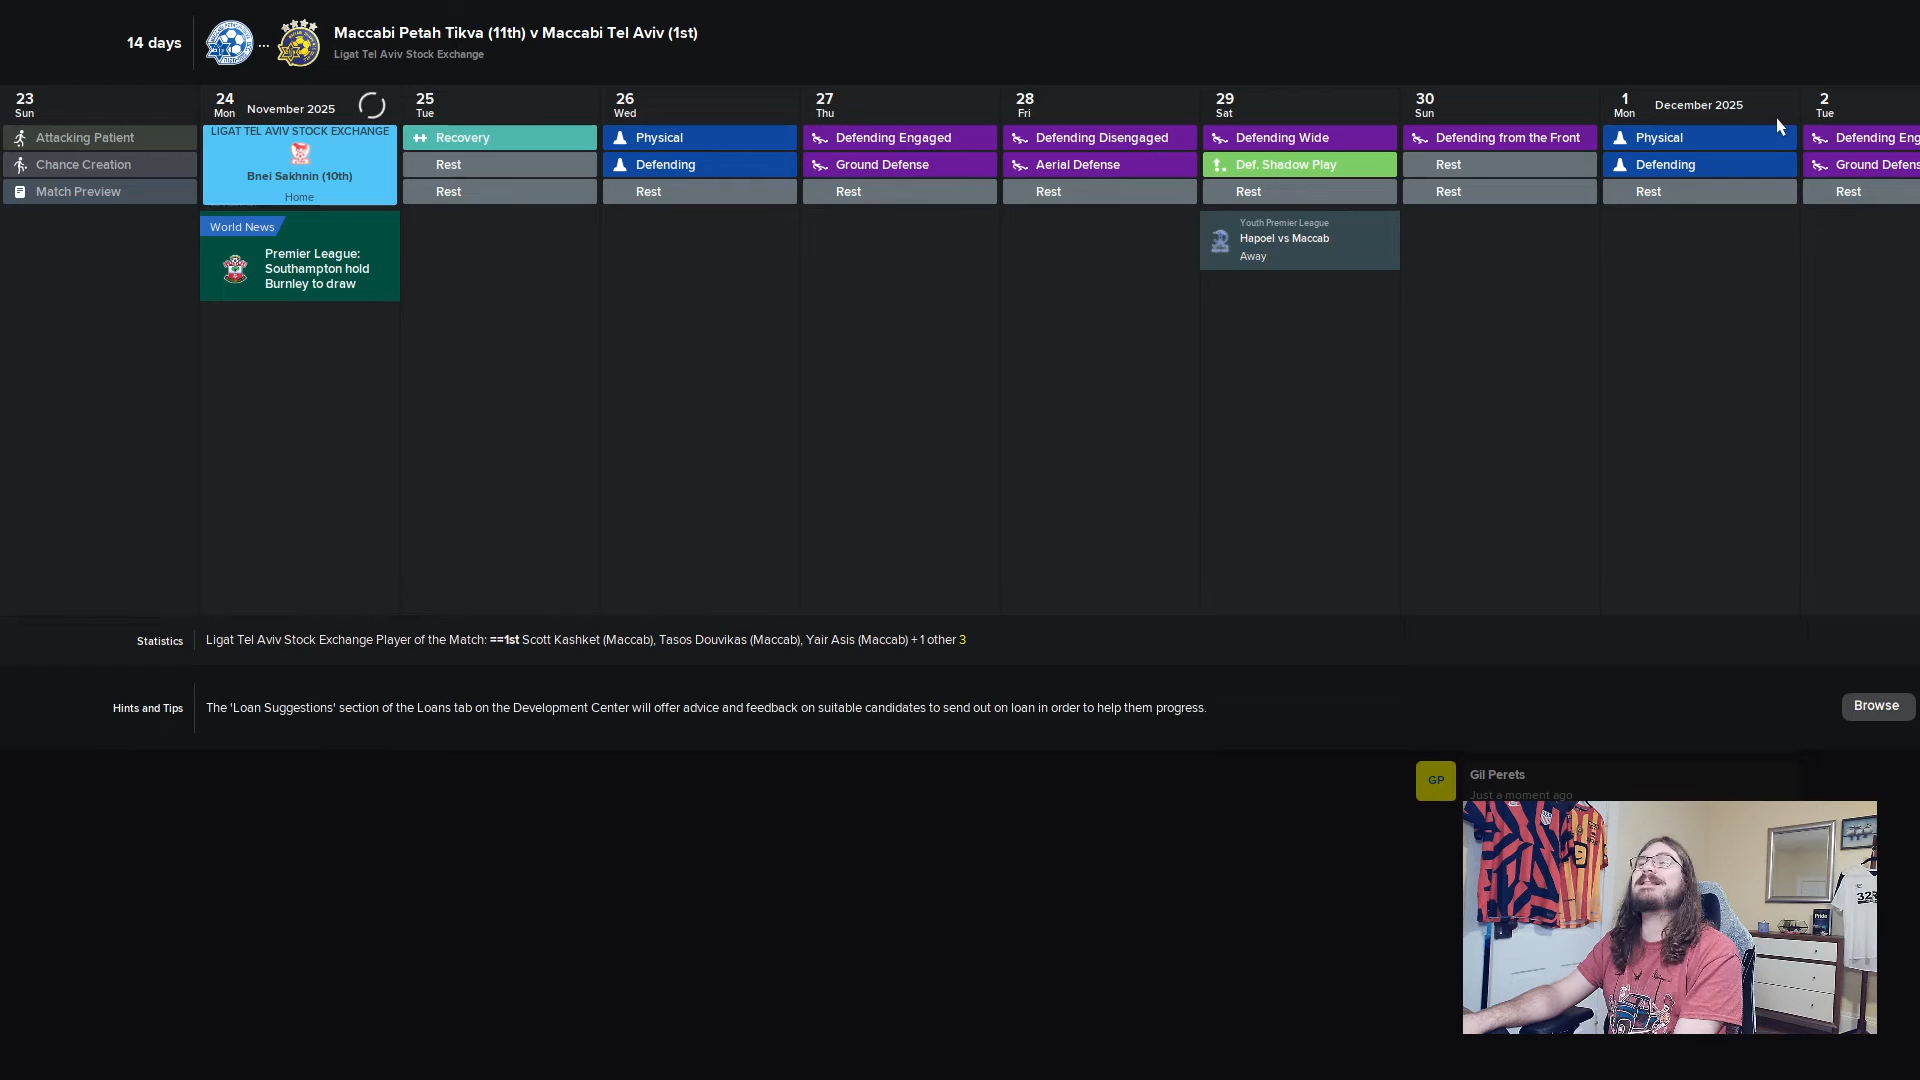 14 days
...
Maccabi Petah Tikva (11th) v Maccabi Tel Aviv (1st)
Ligat Tel Aviv Stock Exchange
23
Sun
24
Mon
November 2025
25
Tue
26
Wed
27
Thu
28
Fri
29
Sat
30
Sun
1
Mon
December 2025
2
Tue
Attacking Patient
Chance Creation
Match Preview
LIGAT TEL AVIV STOCK EXCHANGE
Bnei Sakhnin (10th)
Home
Recovery
Rest
Rest
Physical
Defending
Rest
Defending Engaged
Ground Defense
Rest
Defending Disengaged
Aerial Defense
Rest
Defending Wide
Def. Shadow Play
Rest
Defending from the Front
Rest
Rest
Physical
Defending
Rest
Defending Eng
Ground Defens
Rest
World News
Premier League:
Southampton hold
Burnley to draw
Youth Premier League
Hapoel vs Maccab
Away
Statistics
Ligat Tel Aviv Stock Exchange Player of the Match: ==1st Scott Kashket (Maccab), Tasos Douvikas (Maccab), Yair Asis (Maccab) + 1 other 3
Hints and Tips
The 'Loan Suggestions' section of the Loans tab on the Development Center will offer advice and feedback on suitable candidates to send out on loan in order to help them progress.
Browse
GP
Gil Perets
Just a moment ago
Pride